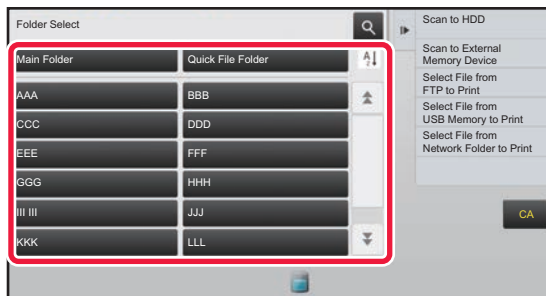 Folder Select
Main Folder
Quick File Folder
A
Z
AAA
BBB
CCC
DDD
EEE
FFF
GGG
HHH
III III
JJJ
KKK
LLL
Scan to HDD
Scan to External
Memory Device
Select File from
FTP to Print
Select File from
USB Memory to Print
Select File from
Network Folder to Print
CA